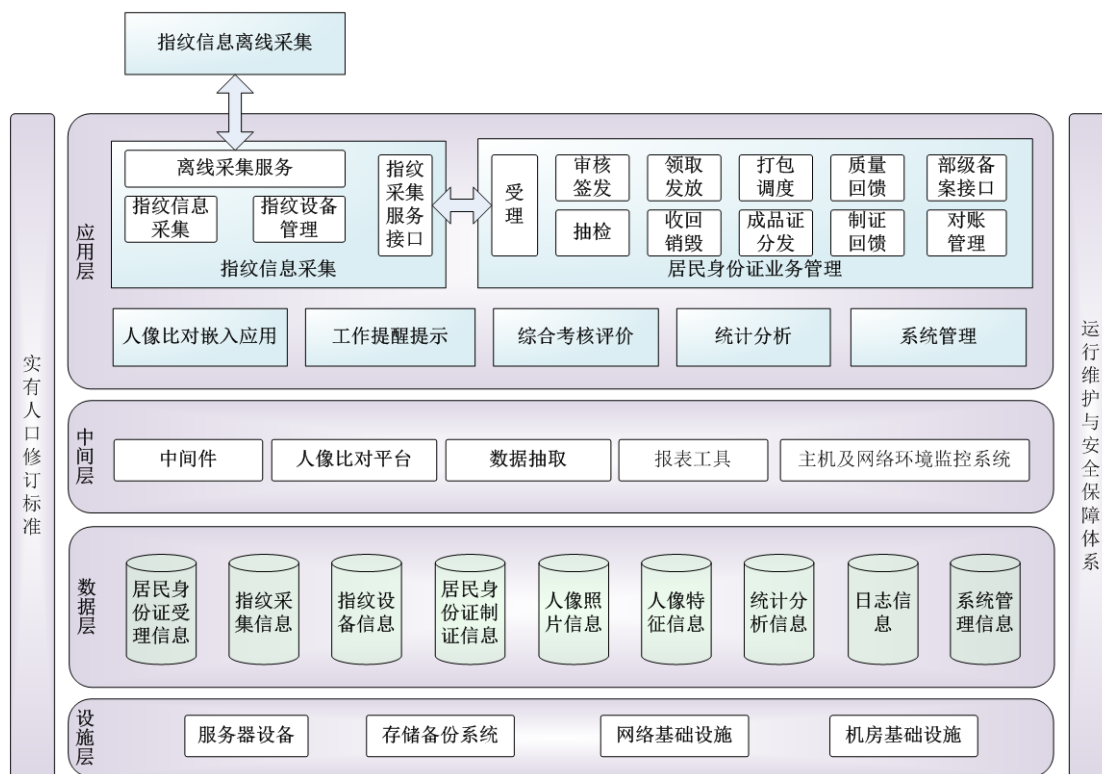 指纹信息离线采集
实有人口修订标准
应用层
离线采集服务
指纹信息
采集
指纹设备
管理
指纹
采集
服务
接口
指纹信息采集
受理
审核
签发
领取
发放
打包
调度
质量
回馈
部级备
案接口
抽检
收回
销毁
成品证
分发
制证
回馈
对账
管理
居民身份证业务管理
人像比对嵌入应用
工作提醒提示
综合考核评价
统计分析
系统管理
中间层
中间件
人像比对平台
数据抽取
报表工具
主机及网络环境监控系统
数据层
居民身
份证受
理信息
指纹采
集信息
指纹设
备信息
居民身
份证制
证信息
人像照
片信息
人像特
征信息
统计分
析信息
日志信
息
系统管
理信息
设施层
服务器设备
存储备份系统
网络基础设施
机房基础设施
运行维护与安全保障体系